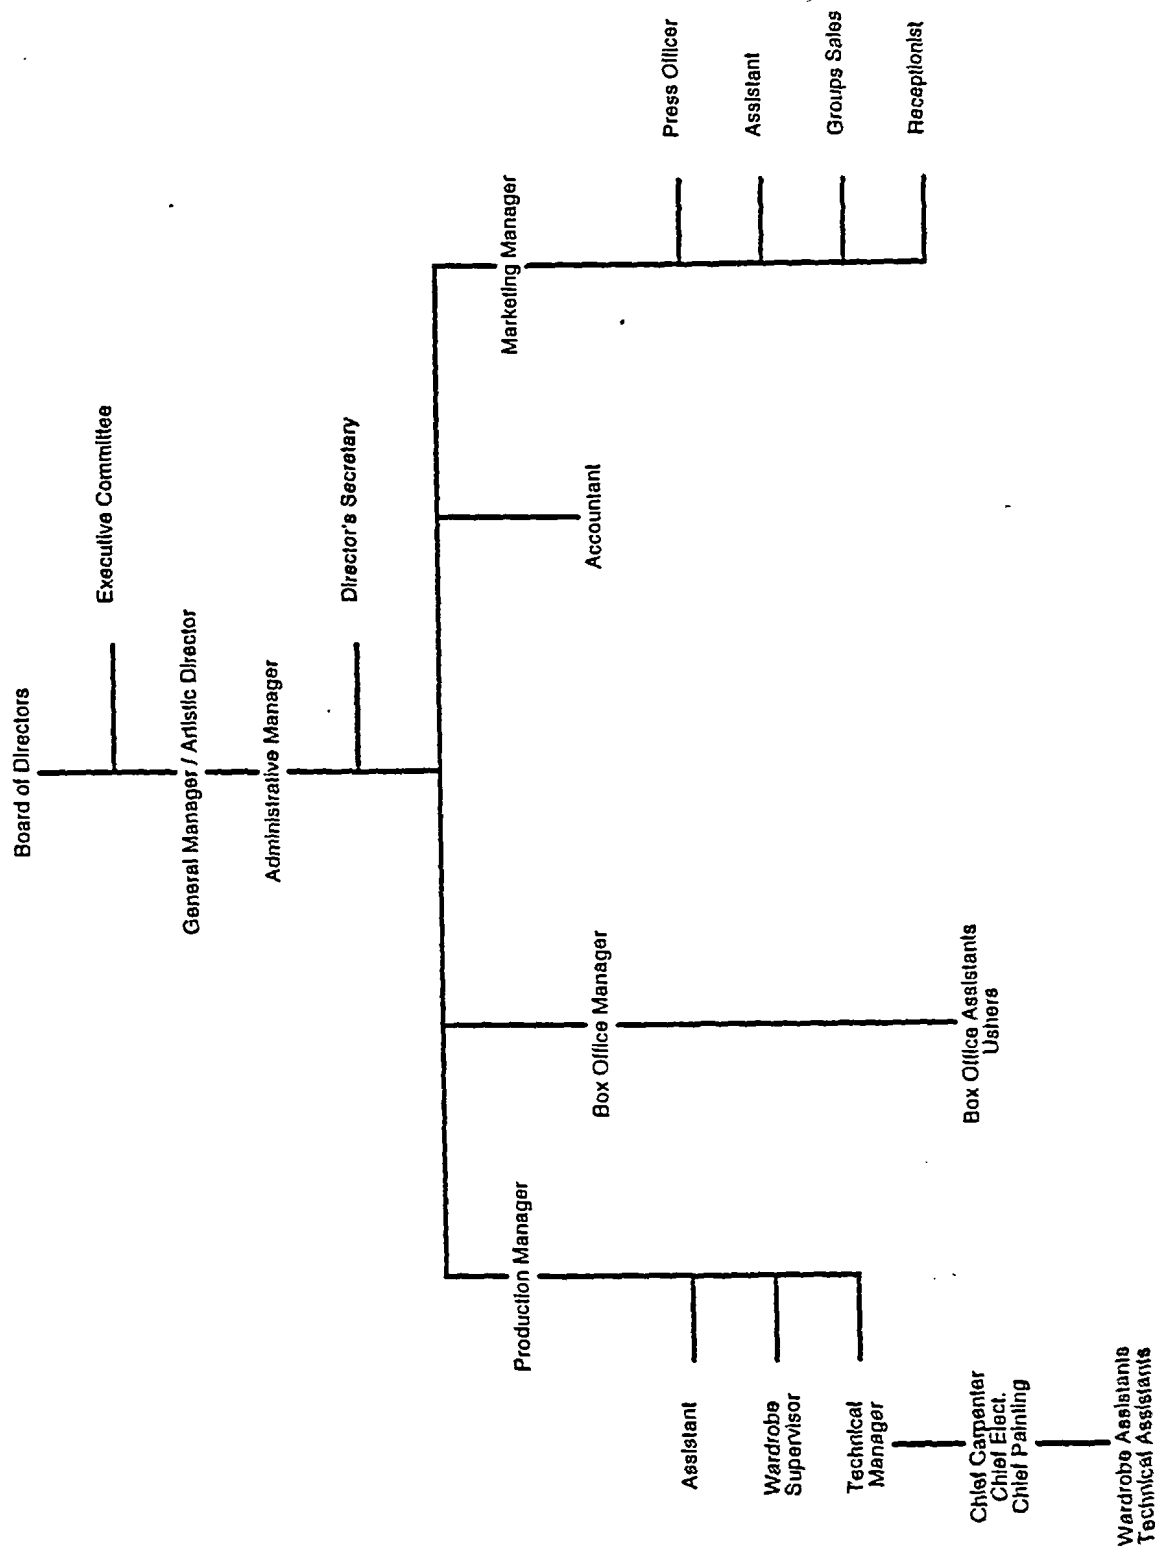 Board of Directors
Executive Committee
General Manager / Artistic Director
Administrative Manager
Director's Secretary
Production Manager
Box Office Manager
Accountant
Marketing Manager
Assistant
Wardrobe
Supervisor
Technical
Manager
Chief Carpenter
Chief Elect.
Chief Painting
Wardrobe Assistants
Technical Assistants
Box Office Assistants
Ushers
Press Officer
Assistant
Groups Sales
Receptionist